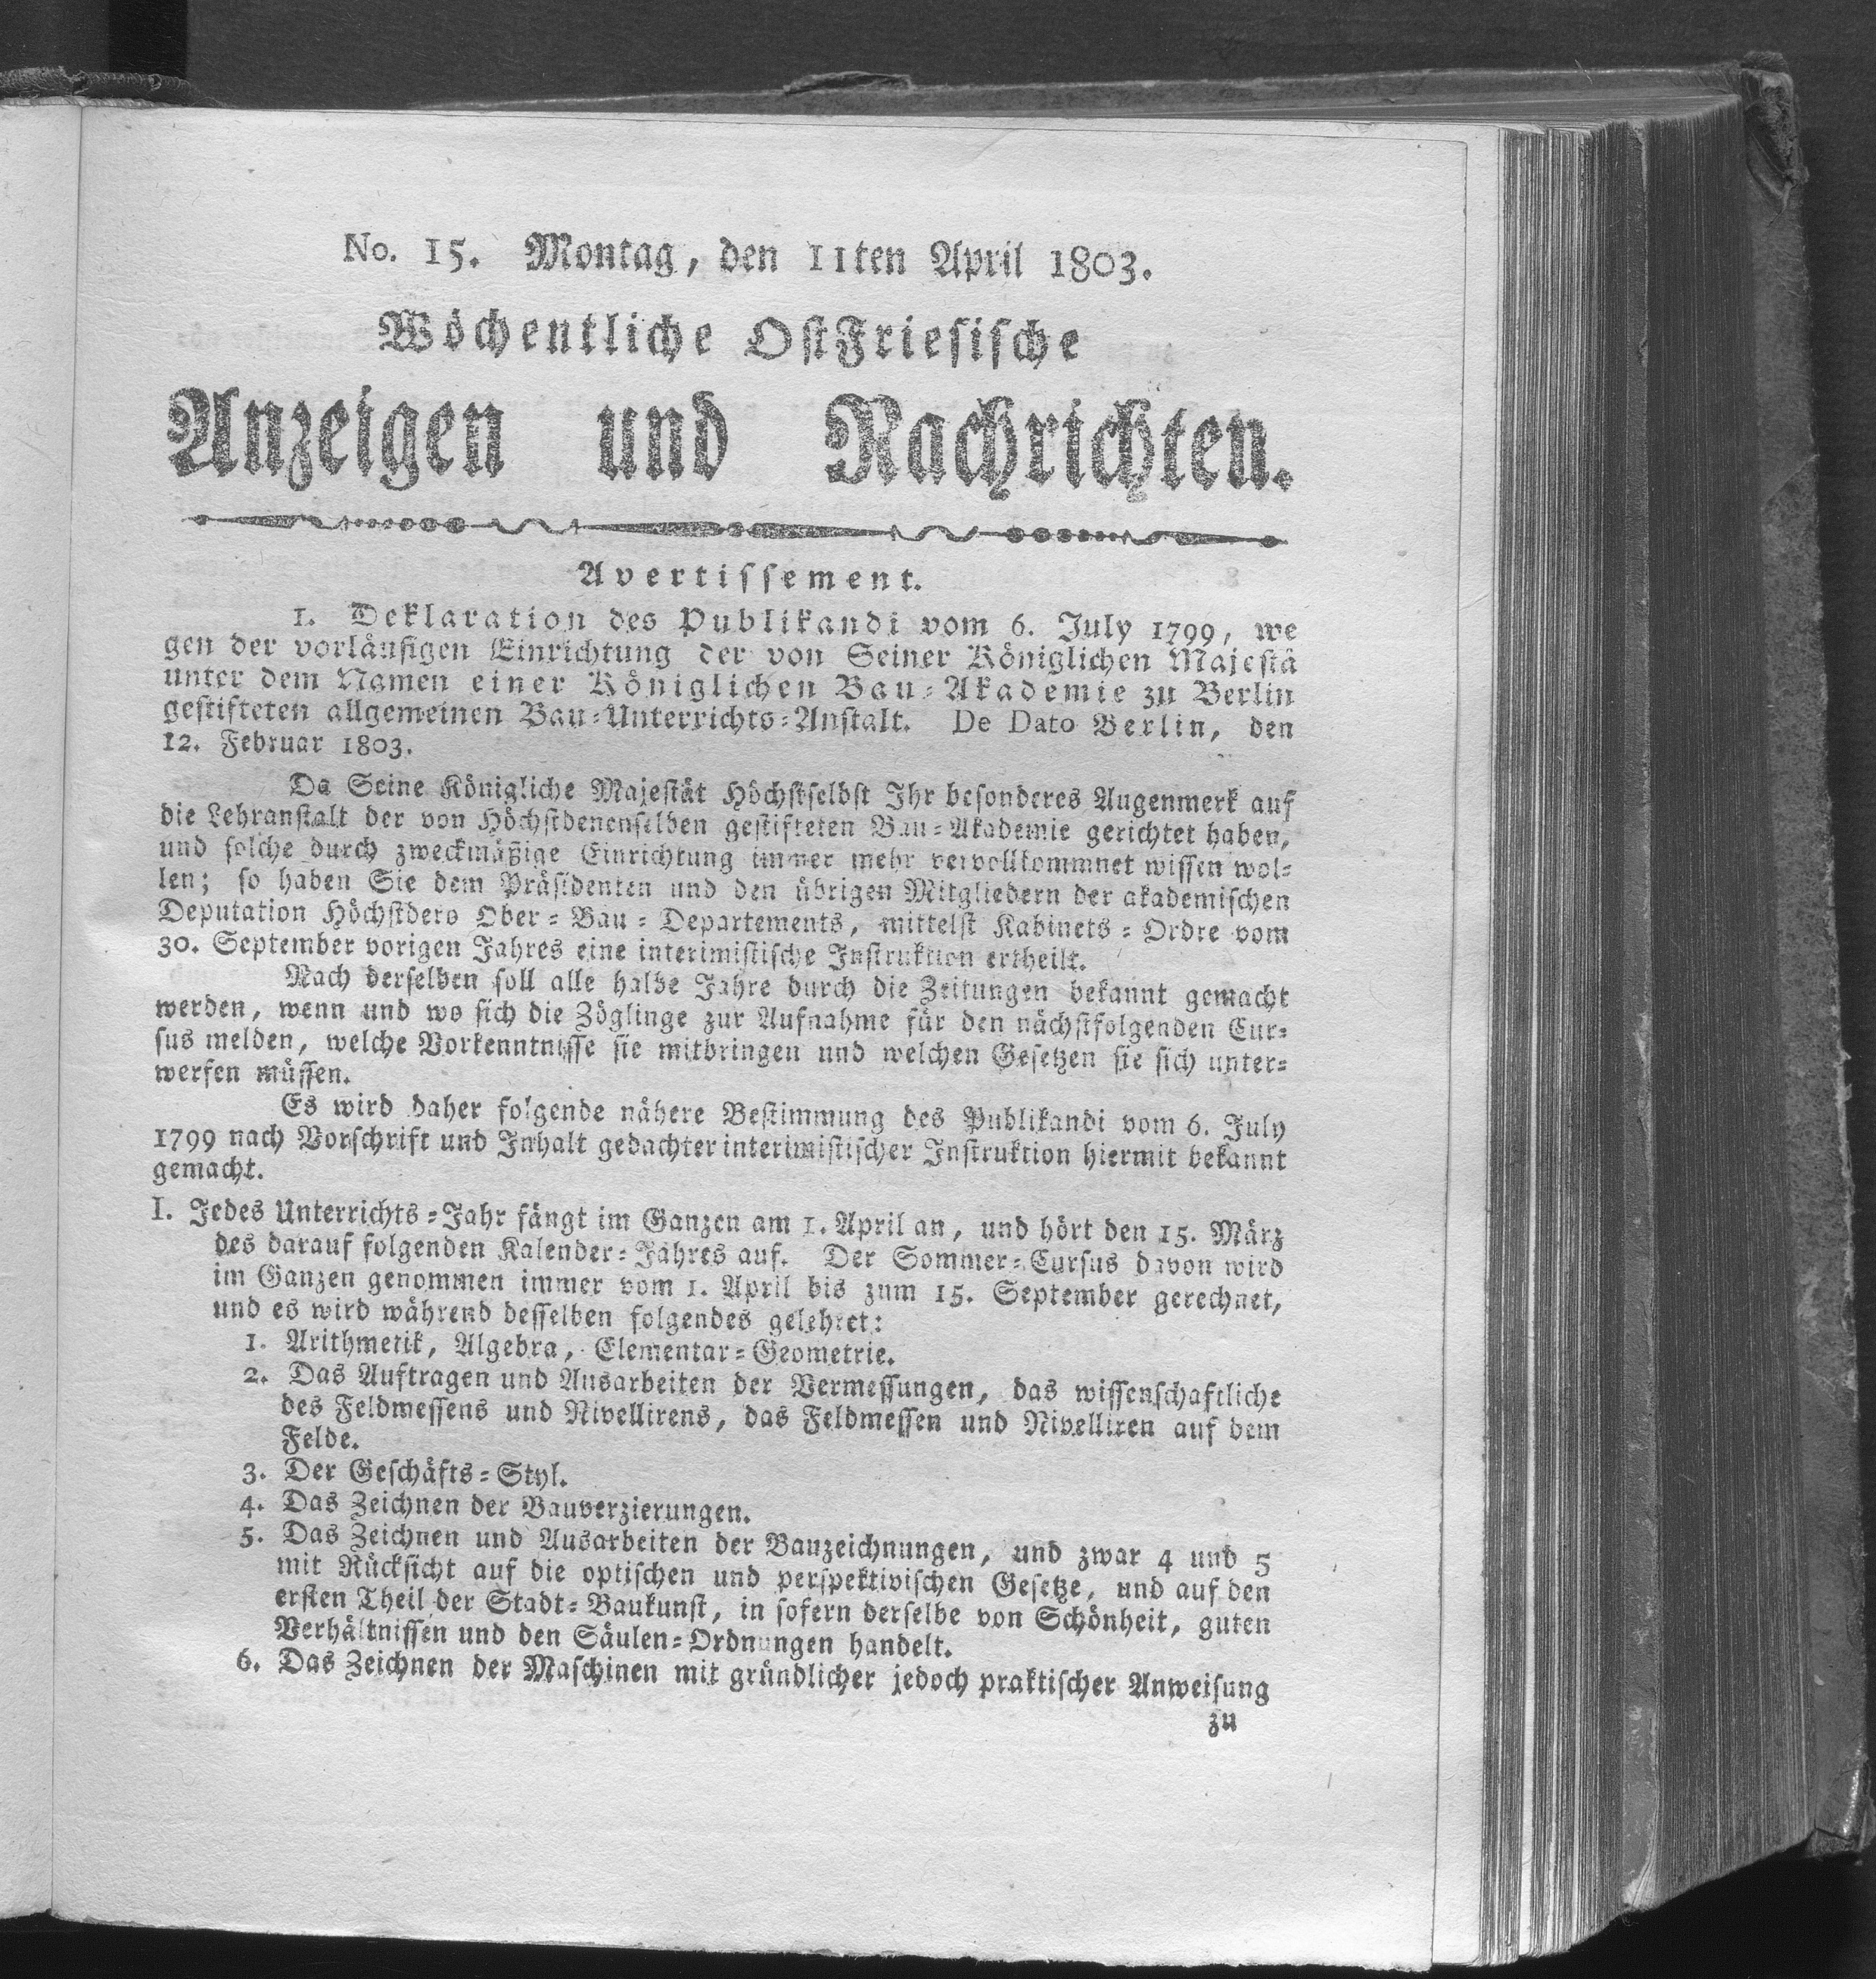 No. 15. Montag, den 11ten April 1803.
Wöchentliche OstFriesische
Anzeigen und Nachrichten.
Avertissement.
1. Deklaration des Publikandi vom 6. July 1799, we
gen der vorläufigen Einrichtung der von Seiner Königlichen Majestä
unter dem Namen einer Königlichen Bau=Akademie zu Berlin
gestifteten allgemeinen Bau=Unterrichts=Anstalt. De Dato Berlin, den
12. Februar 1803.
Da Seine Königliche Majestät Höchstselbst Ihr besonderes Augenmerk auf
die Lehranstalt der von Höchstdenenselben gestifteten Bau=Akademie gerichtet haben,
und solche durch zweckmäßige Einrichtung immer mehr vervollkommnet wissen wol=
len; so haben Sie dem Präsidenten und den übrigen Mitgliedern der akademischen
Deputation Höchstdero Ober=Bau=Departements, mittelst Kabinets=Ordre vom
30. September vorigen Jahres eine interimistische Instruktion ertheilt.
Nach derselben soll alle halbe Jahre durch die Zeitungen bekannt gemacht
werden, wenn und wo sich die Zöglinge zur Aufnahme für den nächstfolgenden Cur=
sus melden, welche Vorkenntnisse sie mitbringen und welchen Gesetzen sie sich unter=
werfen müssen.
Es wird daher folgende nähere Bestimmung des Publikandi vom 6. July
1799 nach Vorschrift und Inhalt gedachter interimistischer Instruktion hiermit bekannt
gemacht.
I. Jedes Unterrichts=Jahr fängt im Ganzen am 1. April an, und hört den 15. März
des darauf folgenden Kalender=Jahres auf. Der Sommer=Cursus davon wird
im Ganzen genommen immer vom 1. April bis zum 15. September gerechnet,
und es wird während desselben folgendes gelehret:
1. Arithmetik, Algebra, Elementar=Geometrie.
2. Das Auftragen und Ausarbeiten der Vermessungen, das wissenschaftliche
des Feldmessens und Nivellirens, das Feldmessen und Nivelliren auf dem
Felde.
3. Der Geschäfts=Styl.
4. Das Zeichnen der Bauverzierungen.
5. Das Zeichnen und Ausarbeiten der Bauzeichnungen, und zwar 4 und 5
mit Rücksicht auf die optischen und perspektivischen Gesetze, und auf den
ersten Theil der Stadt=Baukunst, in sofern derselbe von Schönheit, guten
Verhältnissen und den Säulen=Ordnungen handelt.
6. Das Zeichnen der Maschinen mit gründlicher jedoch praktischer Anweisung
zu